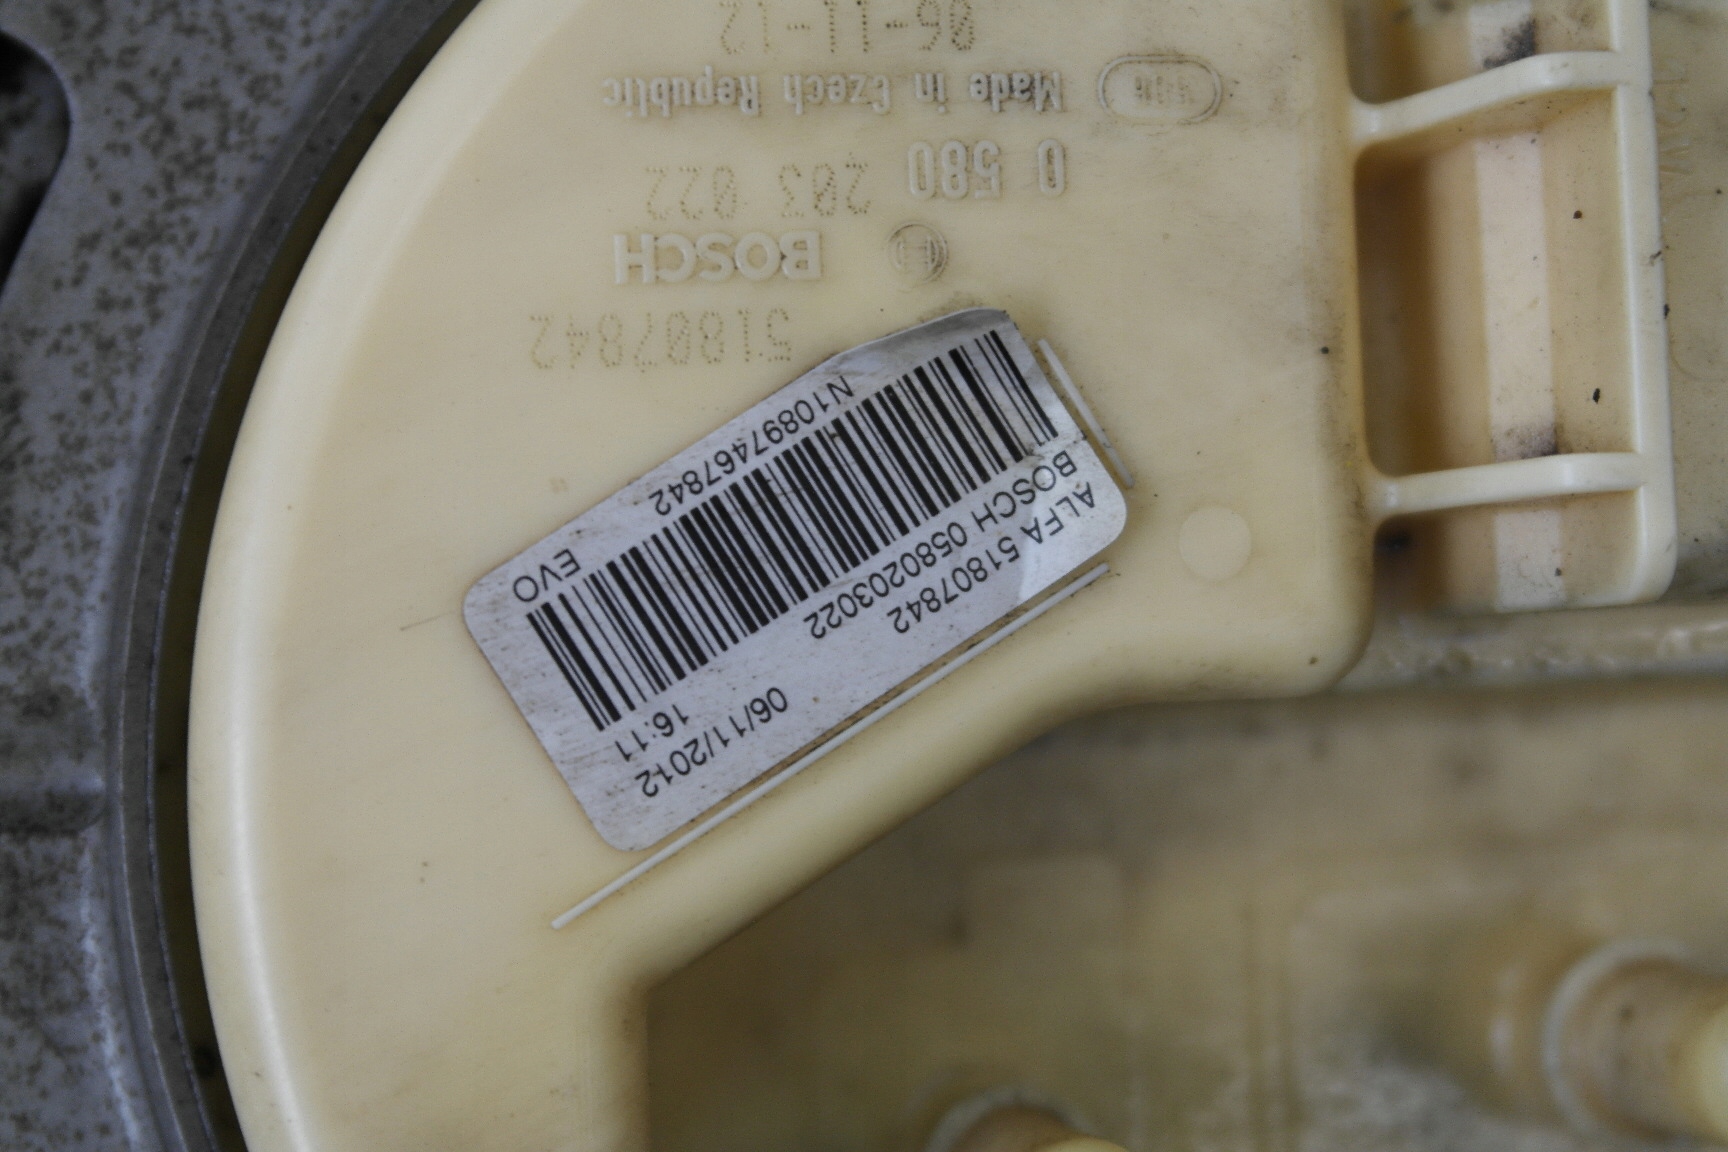 ALFA 51807842 06/11/2012
BOSCH 0580203022 16:11
N10897467842 EVO
51807842
BOSCH
0 580 203 022
Made in Czech Republic
06-11-12